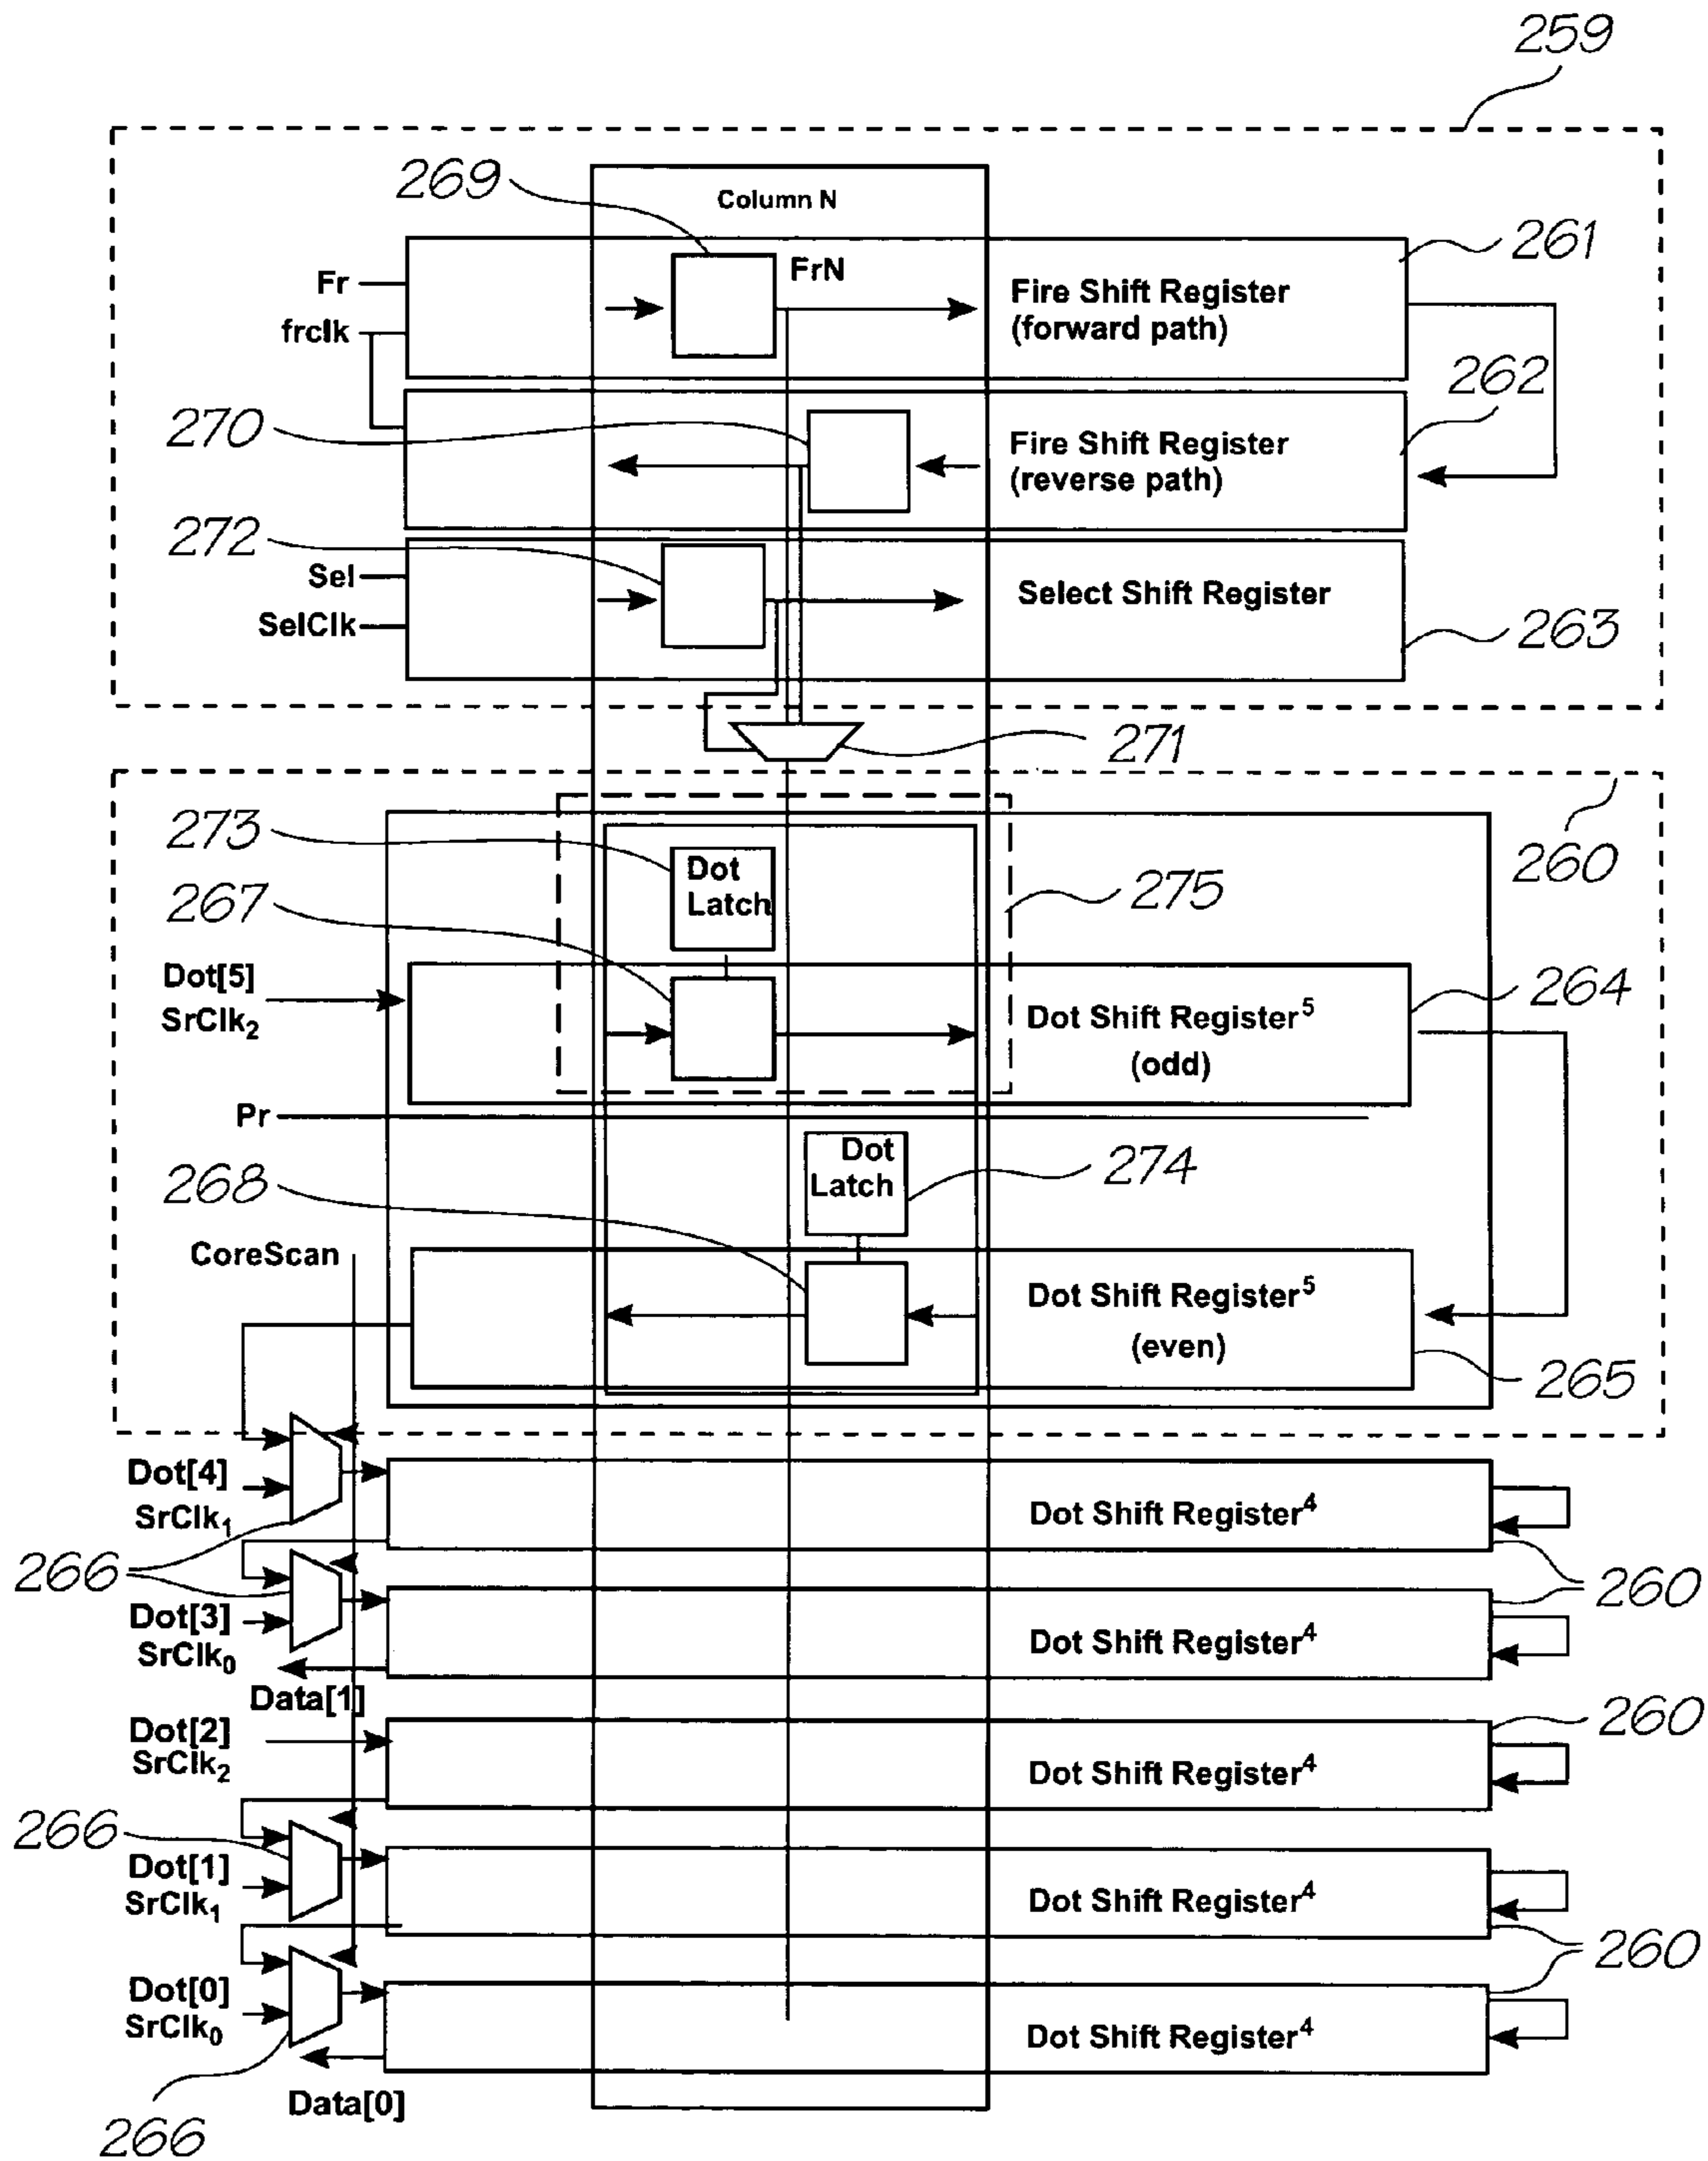 259
269
Column N
261
Fr
FrN
Fire Shift Register
(forward path)
frclk
262
270
Fire Shift Register
(reverse path)
272
Sel
Select Shift Register
SelClk
263
271
273
260
Dot
Latch
275
267
Dot[5]
SrClk2
264
Dot Shift Register5
(odd)
Pr
Dot
Latch
274
268
CoreScan
Dot Shift Register5
(even)
265
Dot[4]
SrClk1
Dot Shift Register4
266
260
Dot[3]
SrClk0
Dot Shift Register4
Data[1]
260
Dot[2]
SrClk2
Dot Shift Register4
266
Dot[1]
SrClk1
Dot Shift Register4
260
Dot[0]
SrClk0
Dot Shift Register4
Data[0]
266